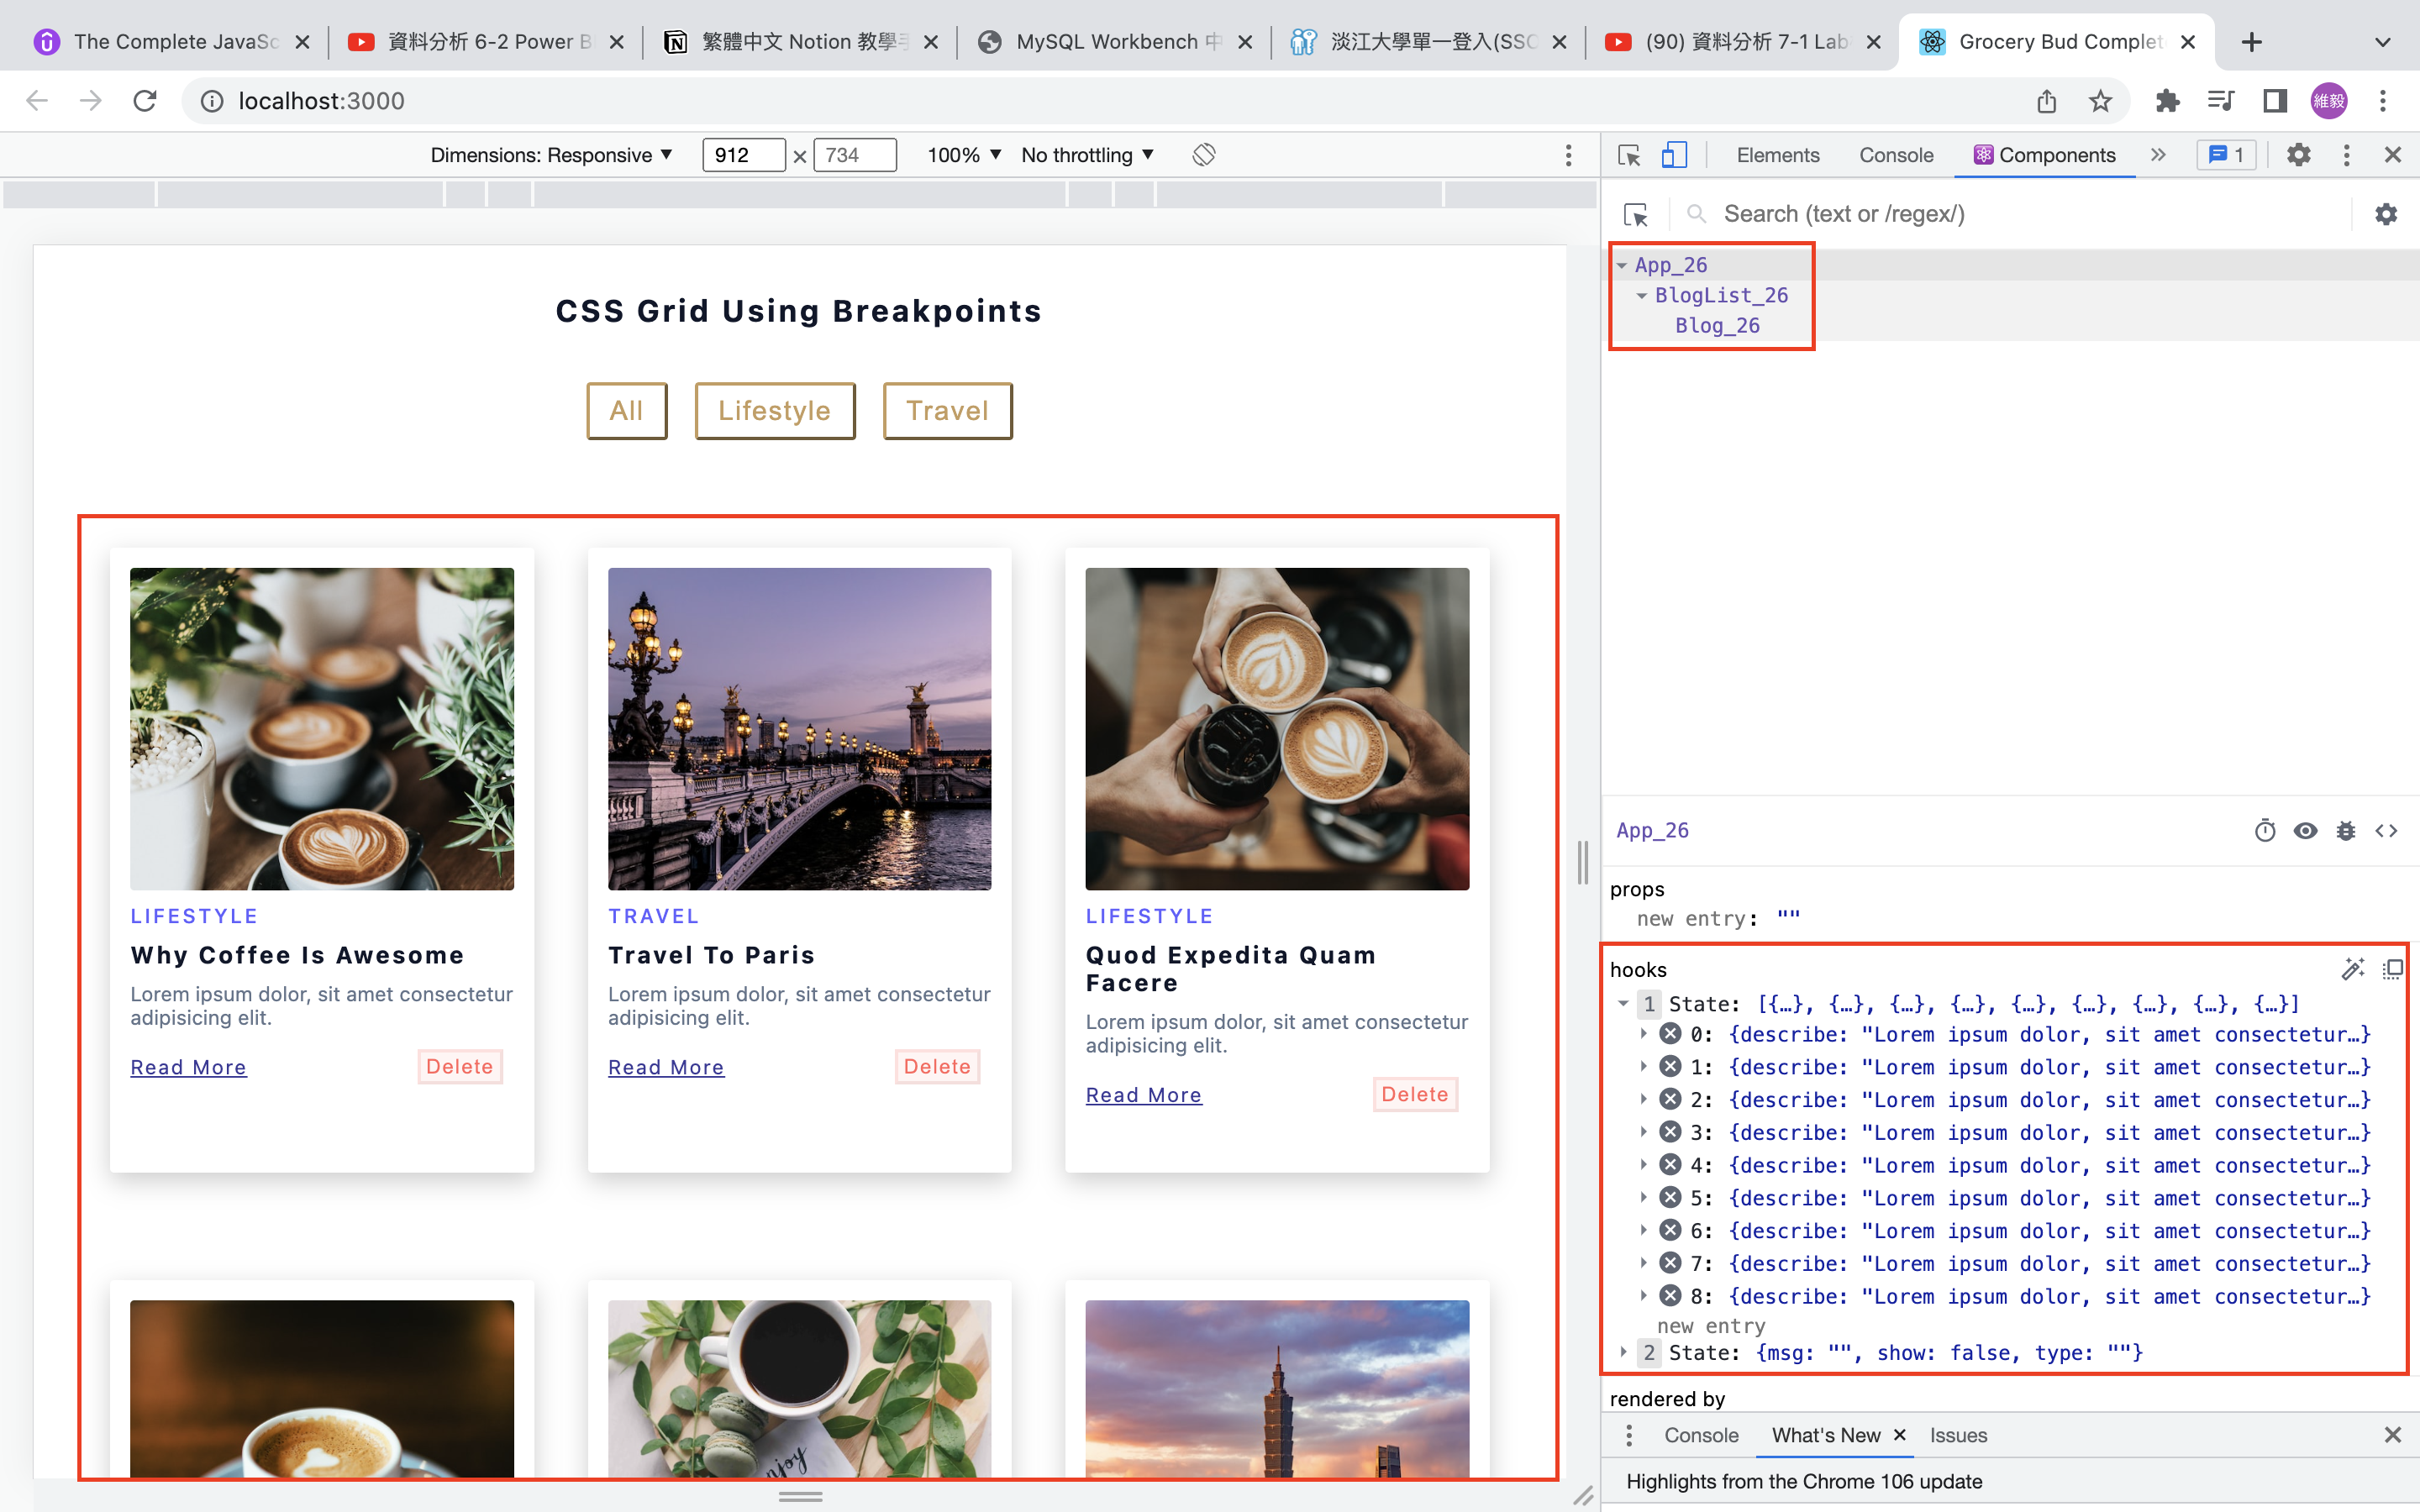 The Complete JavaSc
資料分析 6-2 Power B
繁體中文 Notion 教學手
MySQL Workbench 中
淡江大學單一登入(SSO
(90) 資料分析 7-1 Lab
Grocery Bud Complet
localhost:3000
維毅
Dimensions: Responsive
912 × 734
100%
No throttling
Elements
Console
Components
1
Search (text or /regex/)
App_26
BlogList_26
Blog_26
CSS Grid Using Breakpoints
All
Lifestyle
Travel
LIFESTYLE
Why Coffee Is Awesome
Lorem ipsum dolor, sit amet consectetur
adipisicing elit.
Read More
Delete
TRAVEL
Travel To Paris
Lorem ipsum dolor, sit amet consectetur
adipisicing elit.
Read More
Delete
LIFESTYLE
Quod Expedita Quam
Facere
Lorem ipsum dolor, sit amet consectetur
adipisicing elit.
Read More
Delete
enjoy
App_26
props
new entry: ""
hooks
1 State: [{…}, {…}, {…}, {…}, {…}, {…}, {…}, {…}, {…}]
0: {describe: "Lorem ipsum dolor, sit amet consectetur…}
1: {describe: "Lorem ipsum dolor, sit amet consectetur…}
2: {describe: "Lorem ipsum dolor, sit amet consectetur…}
3: {describe: "Lorem ipsum dolor, sit amet consectetur…}
4: {describe: "Lorem ipsum dolor, sit amet consectetur…}
5: {describe: "Lorem ipsum dolor, sit amet consectetur…}
6: {describe: "Lorem ipsum dolor, sit amet consectetur…}
7: {describe: "Lorem ipsum dolor, sit amet consectetur…}
8: {describe: "Lorem ipsum dolor, sit amet consectetur…}
new entry
2 State: {msg: "", show: false, type: ""}
rendered by
Console
What's New
Issues
Highlights from the Chrome 106 update